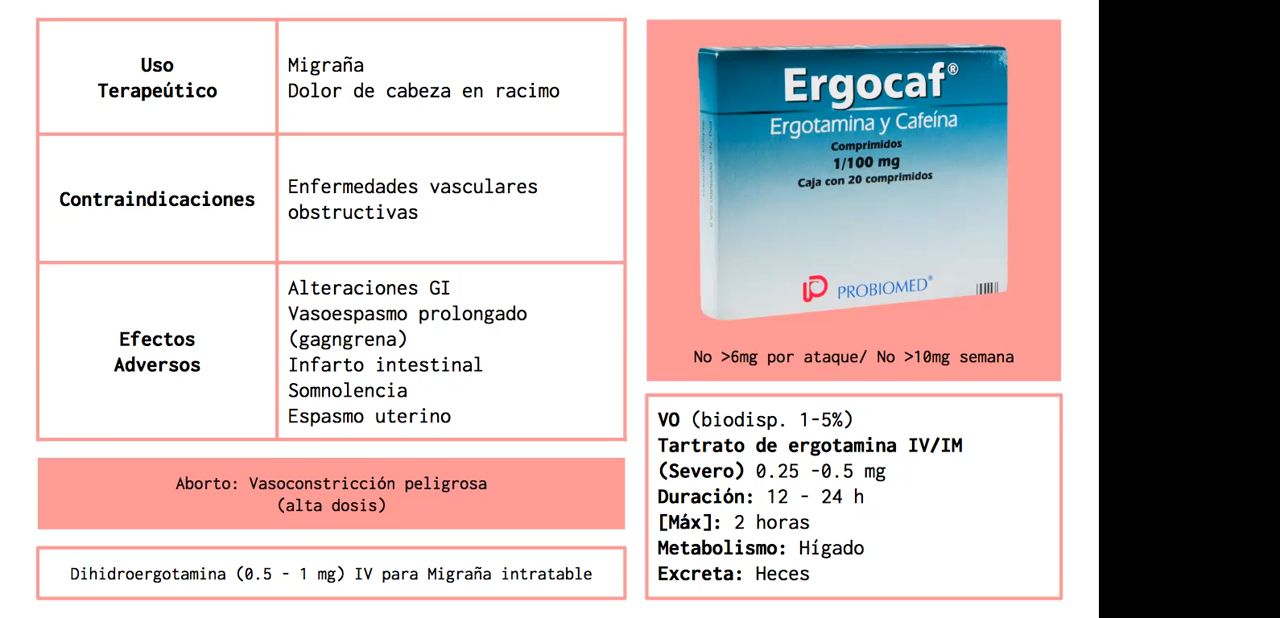 Uso
Terapeútico
Migraña
Dolor de cabeza en racimo
Contraindicaciones
Enfermedades vasculares
obstructivas
Efectos
Adversos
Alteraciones GI
Vasoespasmo prolongado
(gagngrena)
Infarto intestinal
Somnolencia
Espasmo uterino
Aborto: Vasoconstricción peligrosa
(alta dosis)
Dihidroergotamina (0.5 - 1 mg) IV para Migraña intratable
Ergocaf®
Ergotamina y Cafeína
Comprimidos
1/100 mg
Caja con 20 comprimidos
PROBIOMED®
No >6mg por ataque/ No >10mg semana
VO (biodisp. 1-5%)
Tartrato de ergotamina IV/IM
(Severo) 0.25 -0.5 mg
Duración: 12 - 24 h
[Máx]: 2 horas
Metabolismo: Hígado
Excreta: Heces